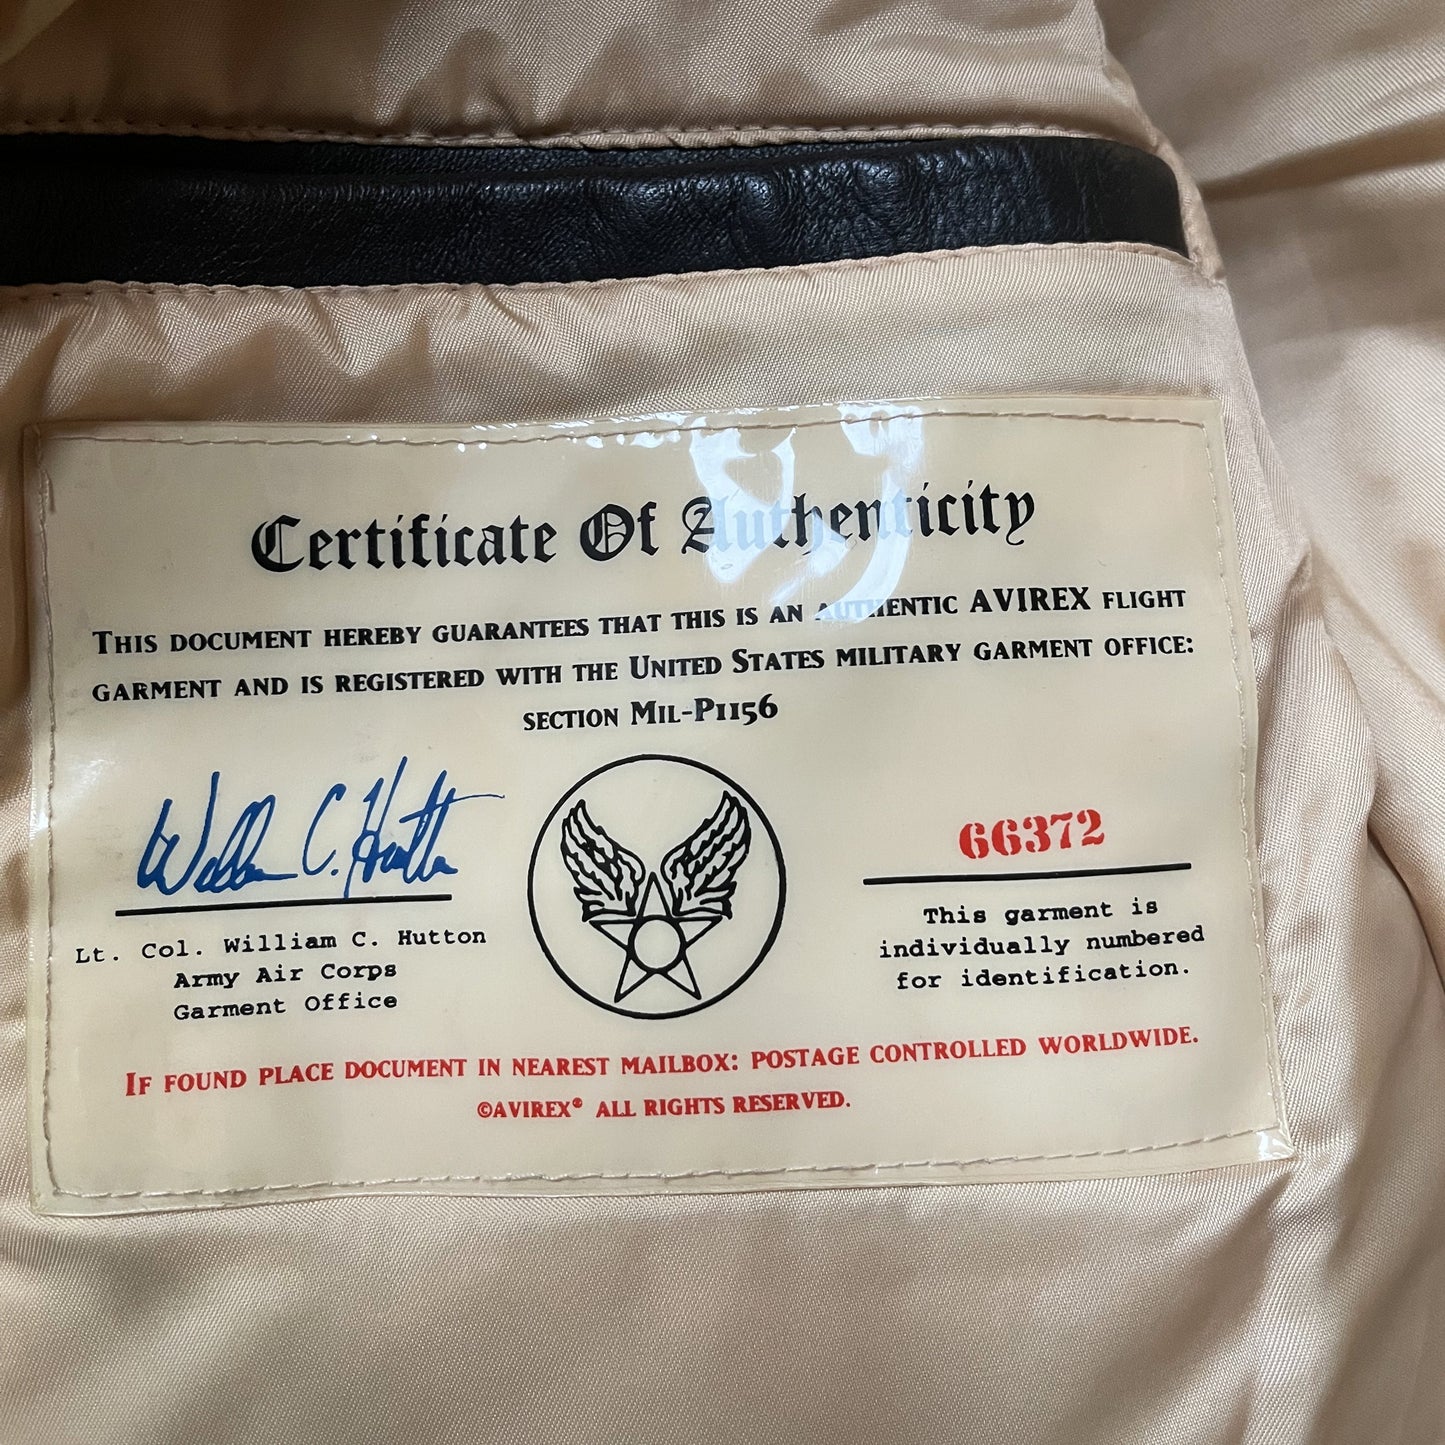 Certificate Of Authenticity
THIS DOCUMENT HEREBY GUARANTEES THAT THIS IS AN AUTHENTIC AVIREX FLIGHT
GARMENT AND IS REGISTERED WITH THE UNITED STATES MILITARY GARMENT OFFICE:
SECTION MIL-P1156
William C. Hutton
66372
Lt. Col. William C. Hutton
Army Air Corps
Garment Office
This garment is
individually numbered
for identification.
IF FOUND PLACE DOCUMENT IN NEAREST MAILBOX: POSTAGE CONTROLLED WORLDWIDE.
©AVIREX® ALL RIGHTS RESERVED.